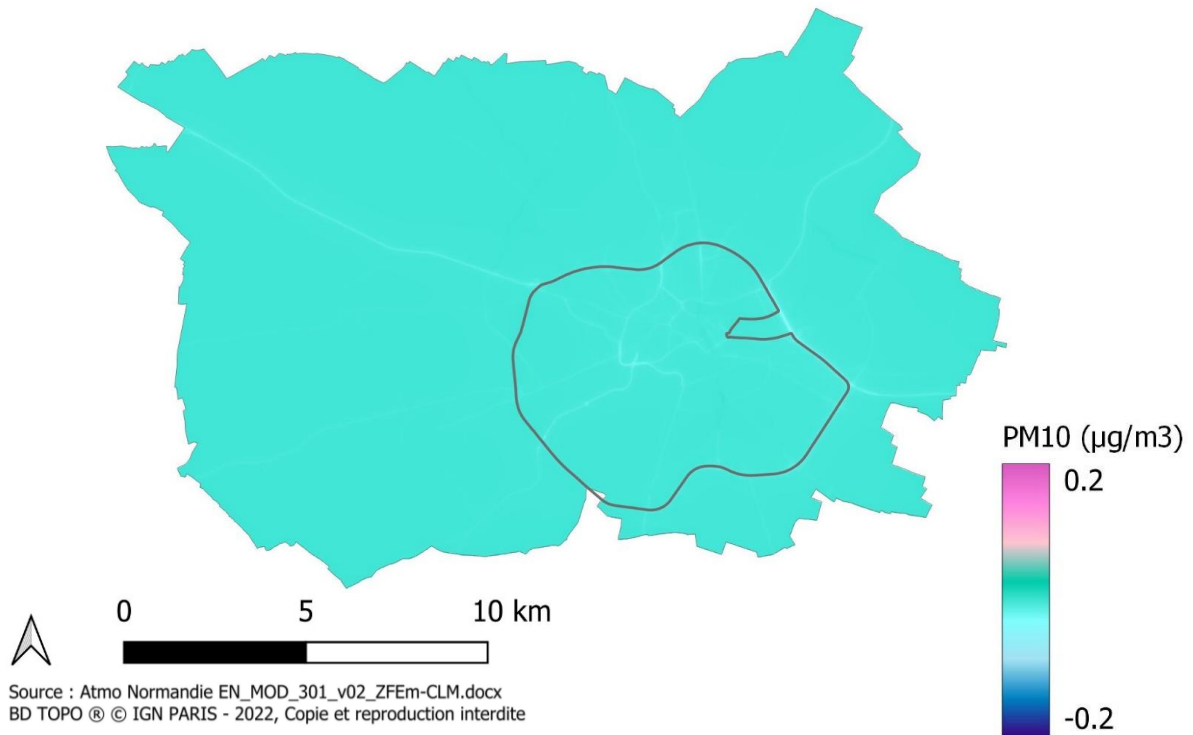 PM10 (µg/m3)
0.2
-0.2
0 5 10 km
Source : Atmo Normandie EN_MOD_301_v02_ZFEm-CLM.docx
BD TOPO ® © IGN PARIS - 2022, Copie et reproduction interdite